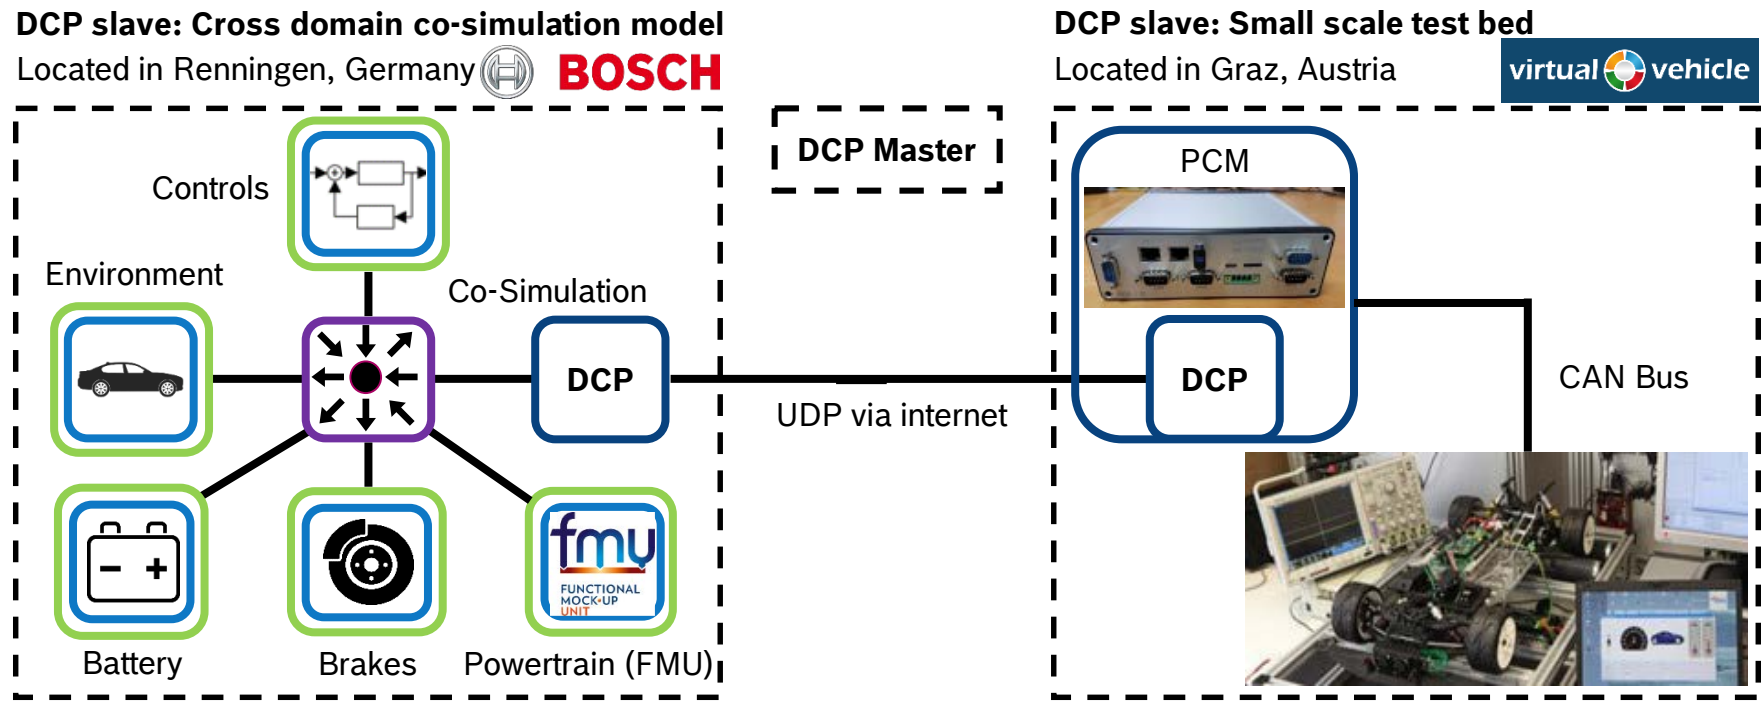 DCP slave: Cross domain co-simulation model
Located in Renningen, Germany
BOSCH
Controls
Environment
Co-Simulation
DCP
fmu
FUNCTIONAL
MOCK-UP
UNIT
Battery
Brakes
Powertrain (FMU)
DCP Master
UDP via internet
DCP slave: Small scale test bed
Located in Graz, Austria
virtual vehicle
PCM
DCP
CAN Bus